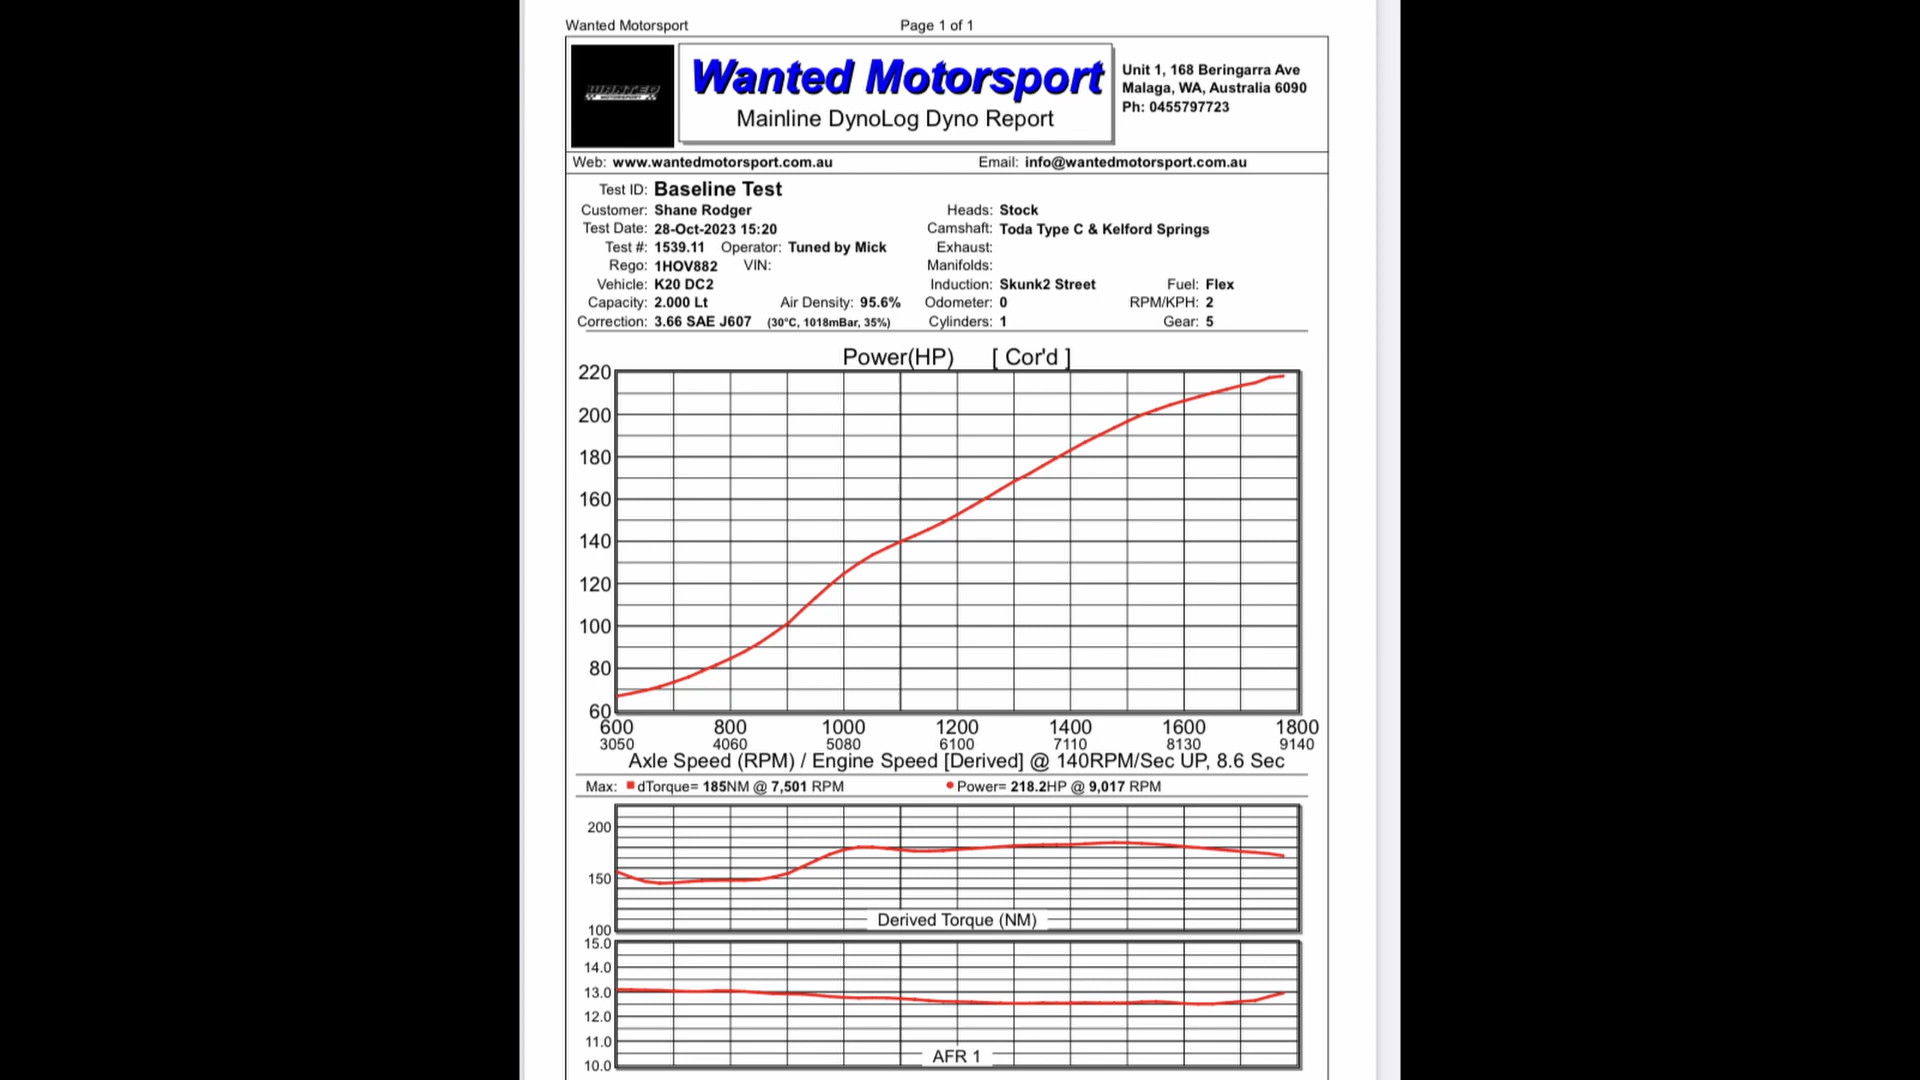 Wanted Motorsport Page 1 of 1
WANTED
MOTORSPORT
Wanted Motorsport
Mainline DynoLog Dyno Report
Unit 1, 168 Beringarra Ave
Malaga, WA, Australia 6090
Ph: 0455797723
Web: www.wantedmotorsport.com.au Email: info@wantedmotorsport.com.au
Test ID: Baseline Test
Customer: Shane Rodger Heads: Stock
Test Date: 28-Oct-2023 15:20 Camshaft: Toda Type C & Kelford Springs
Test #: 1539.11 Operator: Tuned by Mick Exhaust:
Rego: 1HOV882 VIN: Manifolds:
Vehicle: K20 DC2 Induction: Skunk2 Street Fuel: Flex
Capacity: 2.000 Lt Air Density: 95.6% Odometer: 0 RPM/KPH: 2
Correction: 3.66 SAE J607 (30°C, 1018mBar, 35%) Cylinders: 1 Gear: 5
Power(HP) [ Cor'd ]
220
200
180
160
140
120
100
80
60
600 800 1000 1200 1400 1600 1800
3050 4060 5080 6100 7110 8130 9140
Axle Speed (RPM) / Engine Speed [Derived] @ 140RPM/Sec UP, 8.6 Sec
Max: dTorque= 185NM @ 7,501 RPM Power= 218.2HP @ 9,017 RPM
200
150
100
Derived Torque (NM)
15.0
14.0
13.0
12.0
11.0
10.0
AFR 1